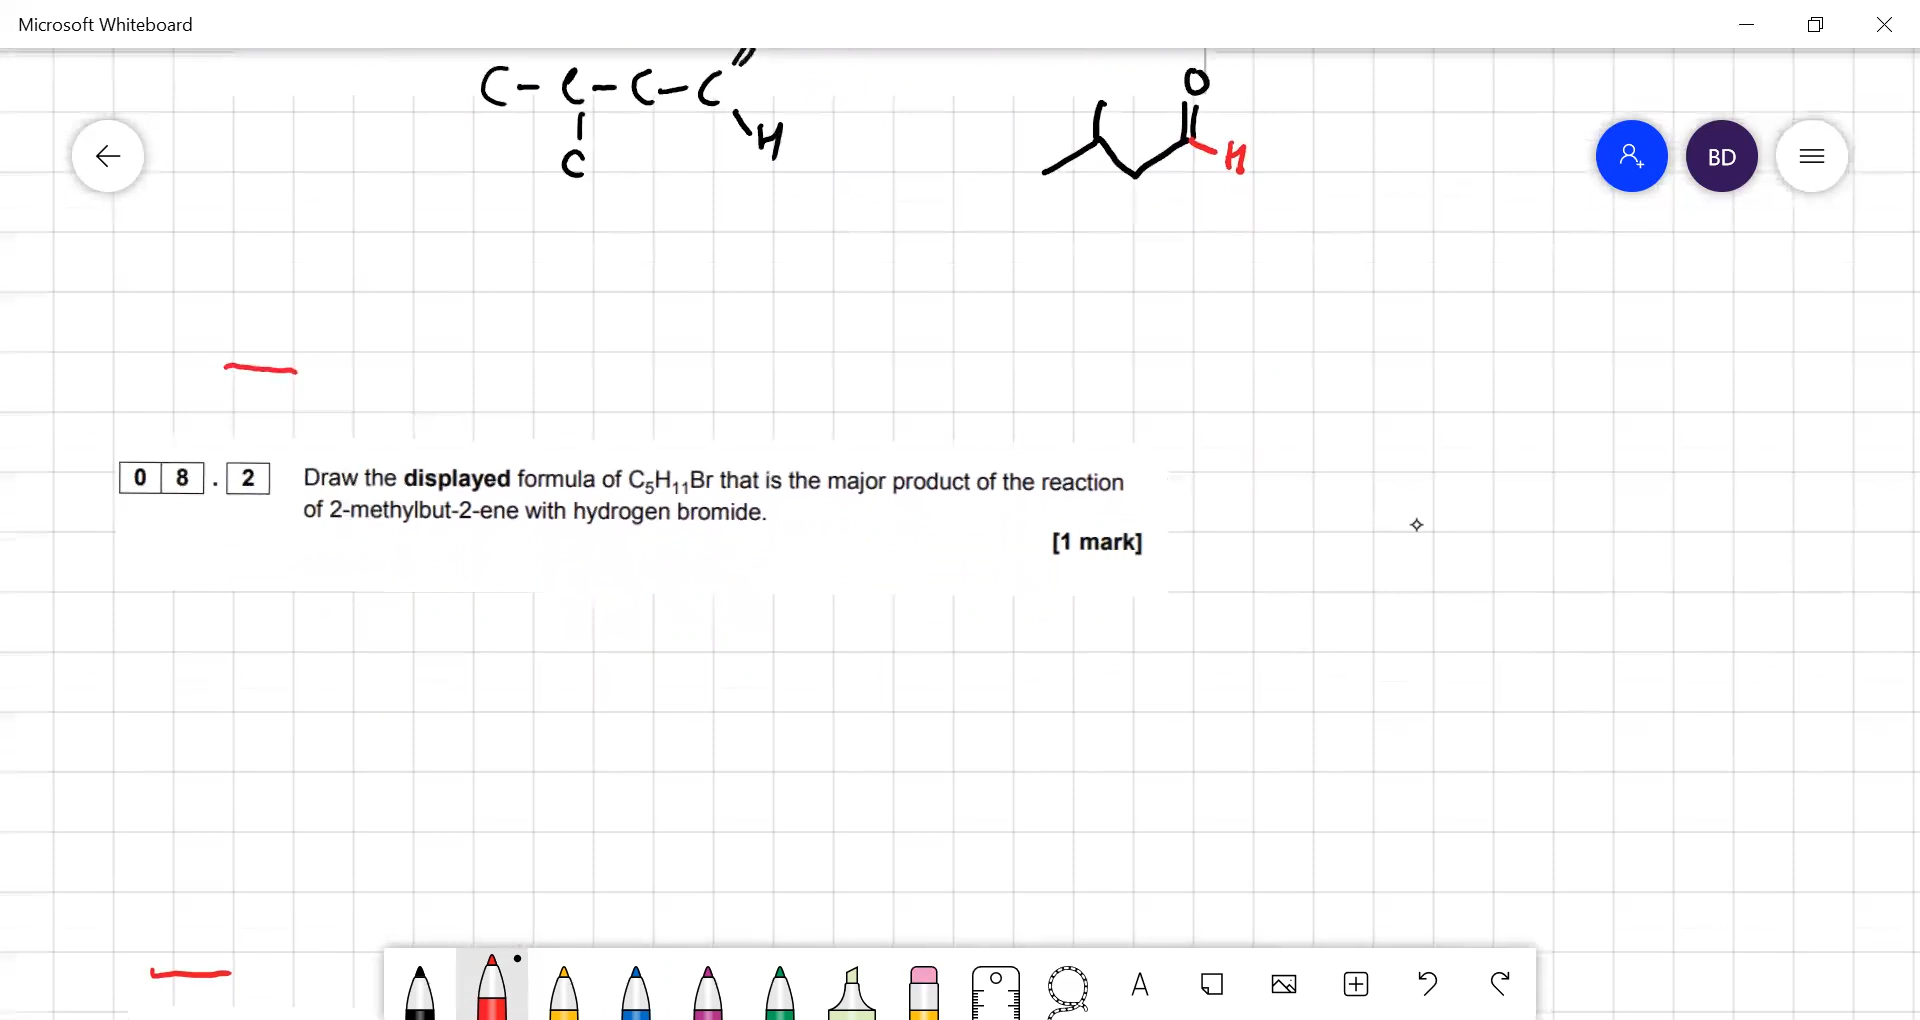 Microsoft Whiteboard
C - C - C - C
H
C
O
H
BD
0 8 . 2 Draw the displayed formula of C₅H₁₁Br that is the major product of the reaction
of 2-methylbut-2-ene with hydrogen bromide.
[1 mark]
A